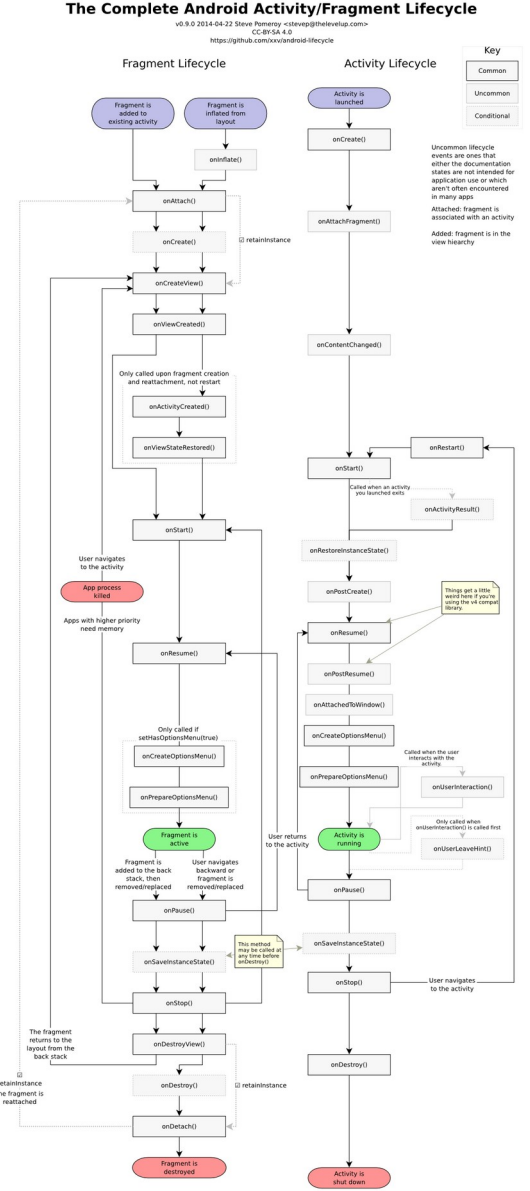 The Complete Android Activity/Fragment Lifecycle
v0.9.0 2014-04-22 Steve Pomeroy <stevep@thelevelup.com>
CC-BY-SA 4.0
https://github.com/xxv/android-lifecycle
Key
Common
Uncommon
Conditional
Uncommon lifecycle
events are ones that
either the documentation
states are not intended for
application use or which
aren't often encountered
in many apps
Attached: fragment is
associated with an activity
Added: fragment is in the
view hiearchy
Fragment Lifecycle
Fragment is
added to
existing activity
Fragment is
inflated from
layout
onInflate()
onAttach()
onCreate()
☑ retainInstance
onCreateView()
onViewCreated()
Only called upon fragment creation
and reattachment, not restart
onActivityCreated()
onViewStateRestored()
onStart()
User navigates
to the activity
App process
killed
Apps with higher priority
need memory
onResume()
Only called if
setHasOptionsMenu(true)
onCreateOptionsMenu()
onPrepareOptionsMenu()
Fragment is
active
Fragment is
added to the back
stack, then
removed/replaced
User navigates
backward or
fragment is
removed/replaced
onPause()
onSaveInstanceState()
This method
may be called at
any time before
onDestroy()
onStop()
onDestroyView()
The fragment
returns to the
layout from the
back stack
onDestroy()
☑ retainInstance
☑
etainInstance
he fragment is
reattached
onDetach()
Fragment is
destroyed
Activity Lifecycle
Activity is
launched
onCreate()
onAttachFragment()
onContentChanged()
onRestart()
onStart()
Called when an activity
you launched exits
onActivityResult()
onRestoreInstanceState()
onPostCreate()
Things get a little
weird here if you're
using the v4 compat
library.
onResume()
onPostResume()
onAttachedToWindow()
onCreateOptionsMenu()
Called when the user
interacts with the
activity.
onPrepareOptionsMenu()
onUserInteraction()
Only called when
onUserInteraction() is called first
User returns
to the activity
Activity is
running
onUserLeaveHint()
onPause()
onSaveInstanceState()
onStop()
User navigates
to the activity
onDestroy()
Activity is
shut down